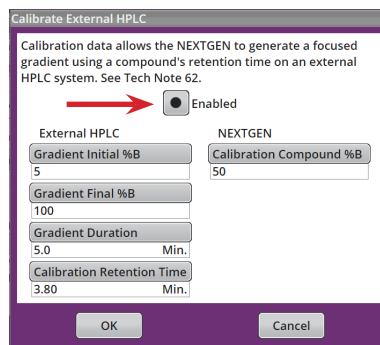 Calibrate External HPLC
Calibration data allows the NEXTGEN to generate a focused
gradient using a compound's retention time on an external
HPLC system. See Tech Note 62.
Enabled
External HPLC
Gradient Initial %B
5
Gradient Final %B
100
Gradient Duration
5.0 Min.
Calibration Retention Time
3.80 Min.
NEXTGEN
Calibration Compound %B
50
OK
Cancel